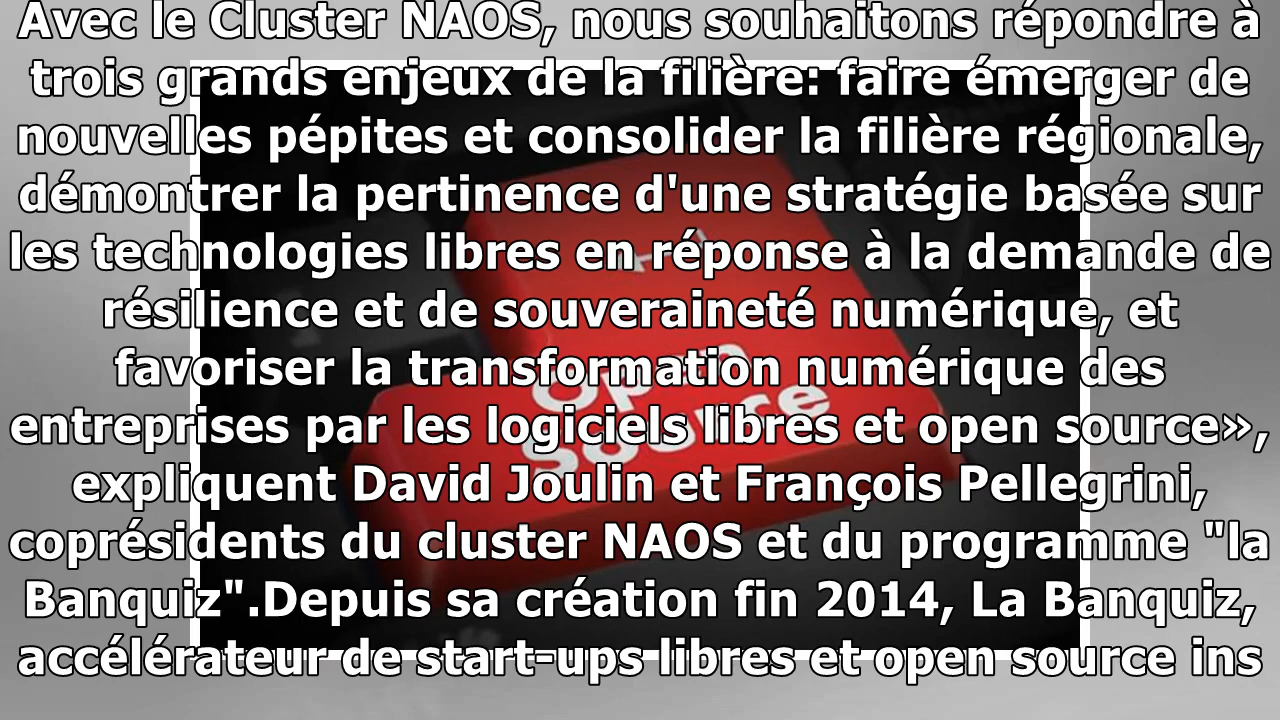 Avec le Cluster NAOS, nous souhaitons répondre à
trois grands enjeux de la filière: faire émerger de
nouvelles pépites et consolider la filière régionale,
démontrer la pertinence d'une stratégie basée sur
les technologies libres en réponse à la demande de
résilience et de souveraineté numérique, et
favoriser la transformation numérique des
entreprises par les logiciels libres et open source»,
expliquent David Joulin et François Pellegrini,
coprésidents du cluster NAOS et du programme "la
Banquiz".Depuis sa création fin 2014, La Banquiz,
accélérateur de start-ups libres et open source ins
Open
Source